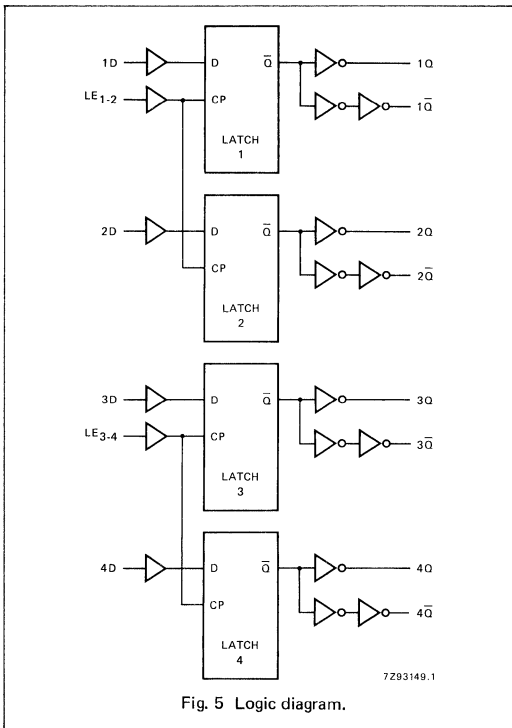 1D
D
Q̅
1Q
LE1-2
CP
1Q̅
LATCH
1
2D
D
Q̅
2Q
CP
2Q̅
LATCH
2
3D
D
Q̅
3Q
LE3-4
CP
3Q̅
LATCH
3
4D
D
Q̅
4Q
CP
4Q̅
LATCH
4
7Z93149.1
Fig. 5 Logic diagram.